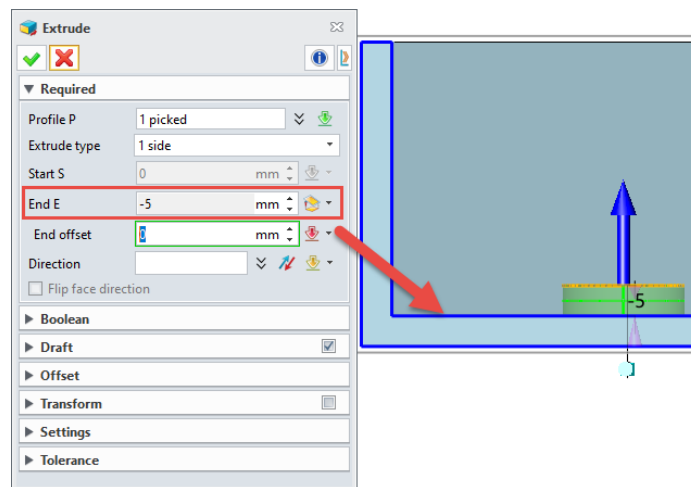 Extrude
Required
Profile P 1 picked
Extrude type 1 side
Start S 0 mm
End E -5 mm
End offset 0 mm
Direction
Flip face direction
Boolean
Draft
Offset
Transform
Settings
Tolerance
-5